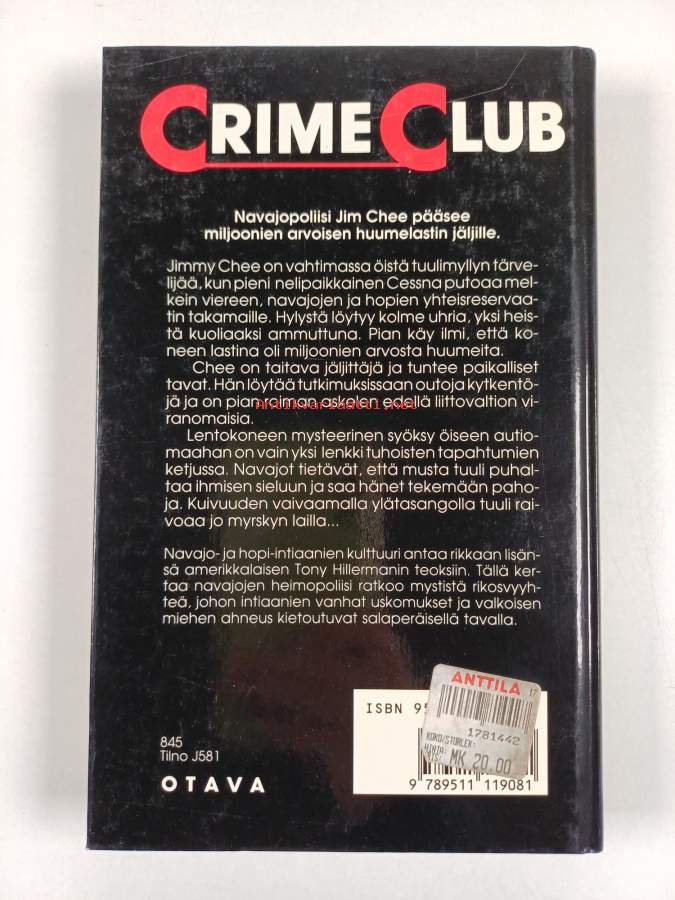 CRIME CLUB
Navajopoliisi Jim Chee pääsee
miljoonien arvoisen huumelastin jäljille.
Jimmy Chee on vahtimassa öistä tuulimyllyn tärve-
lijää, kun pieni nelipaikkainen Cessna putoaa mel-
kein viereen, navajojen ja hopien yhteisreservaa-
tin takamaille. Hylystä löytyy kolme uhria, yksi heis-
tä kuoliaaksi ammuttuna. Pian käy ilmi, että ko-
neen lastina oli miljoonien arvosta huumeita.
Chee on taitava jäljittäjä ja tuntee paikalliset
tavat. Hän löytää tutkimuksissaan outoja kytkentö-
jä ja on pian vaiman askelen edellä liittovaltion vi-
ranomaisia.
Lentokoneen mysteerinen syöksy öiseen autio-
maahan on vain yksi lenkki tuhoisten tapahtumien
ketjussa. Navajot tietävät, että musta tuuli puhal-
taa ihmisen sieluun ja saa hänet tekemään paho-
ja. Kuivuuden vaivaamalla ylätasangolla tuuli rai-
voaa jo myrskyn lailla...
Navajo- ja hopi-intiaanien kulttuuri antaa rikkaan lisän-
sä amerikkalaisen Tony Hillermanin teoksiin. Tällä ker-
taa navajojen heimopoliisi ratkoo mystistä rikosvyyh-
teä, johon intiaanien vanhat uskomukset ja valkoisen
miehen ahneus kietoutuvat salaperäisellä tavalla.
ANTTILA 17
ISBN 95
1781442
KOKO/STORLEK:
HINTA:
MK 20.00
845
Tilno J581
OTAVA
9 789511 119081
Antikvariaatti.net